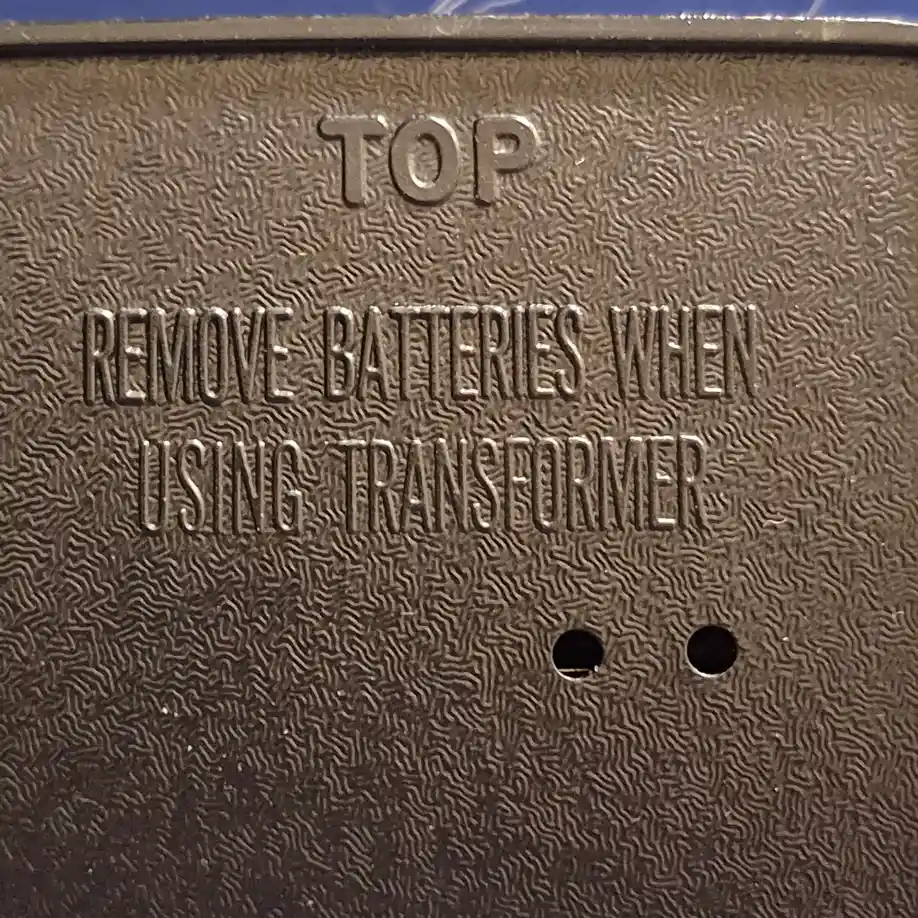 TOP
REMOVE BATTERIES WHEN
USING TRANSFORMER